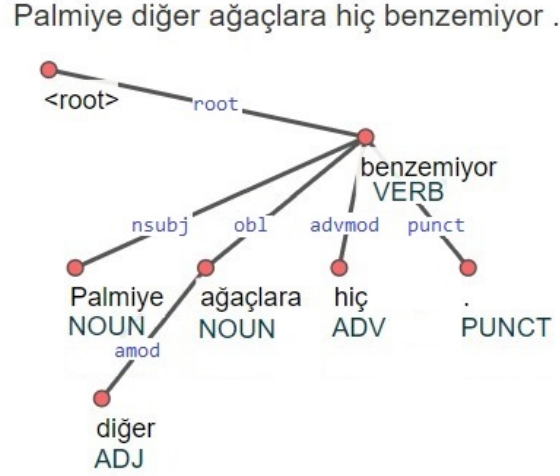 Palmiye diğer ağaçlara hiç benzemiyor .
<root>
root
benzemiyor
VERB
nsubj obl advmod punct
Palmiye ağaçlara hiç .
NOUN NOUN ADV PUNCT
amod
diğer
ADJ